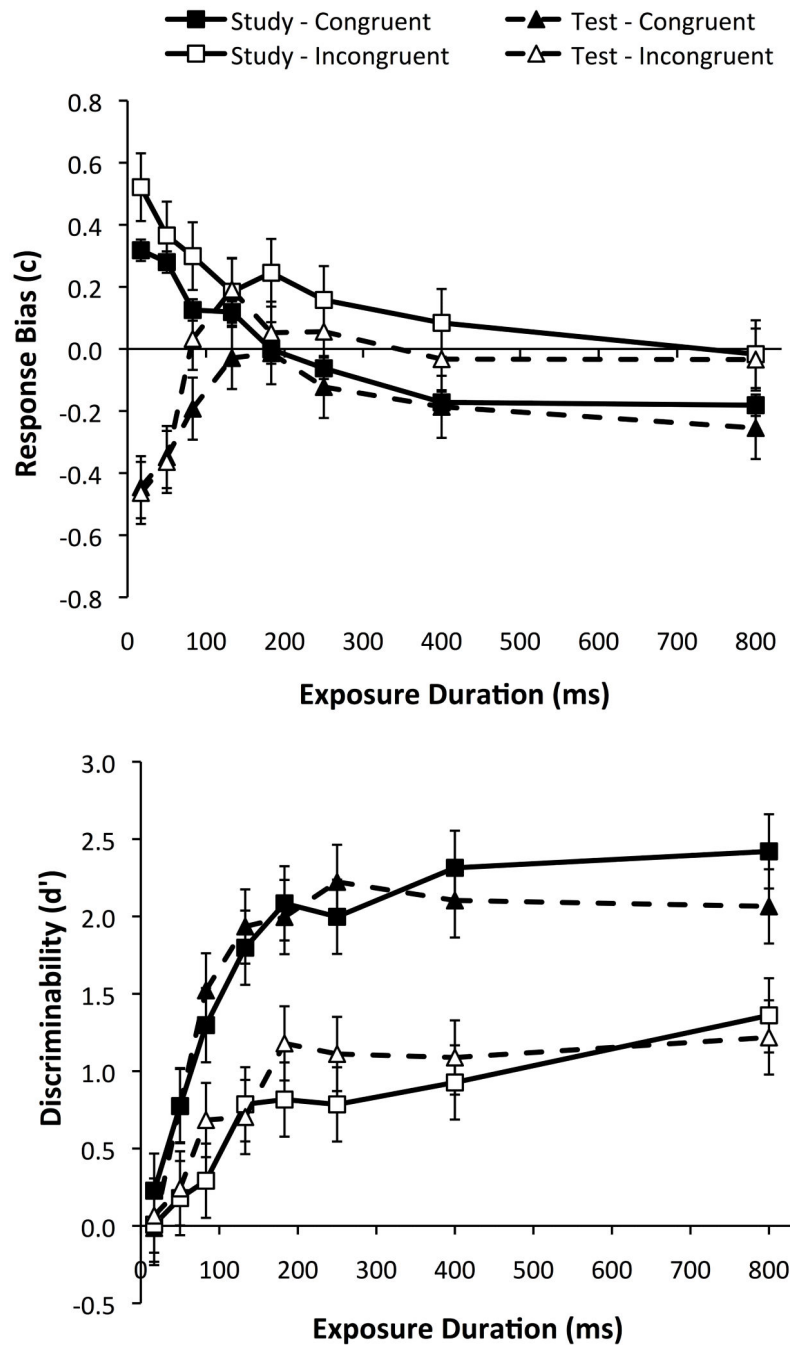 Study - Congruent Test - Congruent
Study - Incongruent Test - Incongruent
0.8
0.6
0.4
0.2
0.0
-0.2
-0.4
-0.6
-0.8
Response Bias (c)
0 100 200 300 400 500 600 700 800
Exposure Duration (ms)
3.0
2.5
2.0
1.5
1.0
0.5
0.0
-0.5
Discriminability (d')
0 100 200 300 400 500 600 700 800
Exposure Duration (ms)